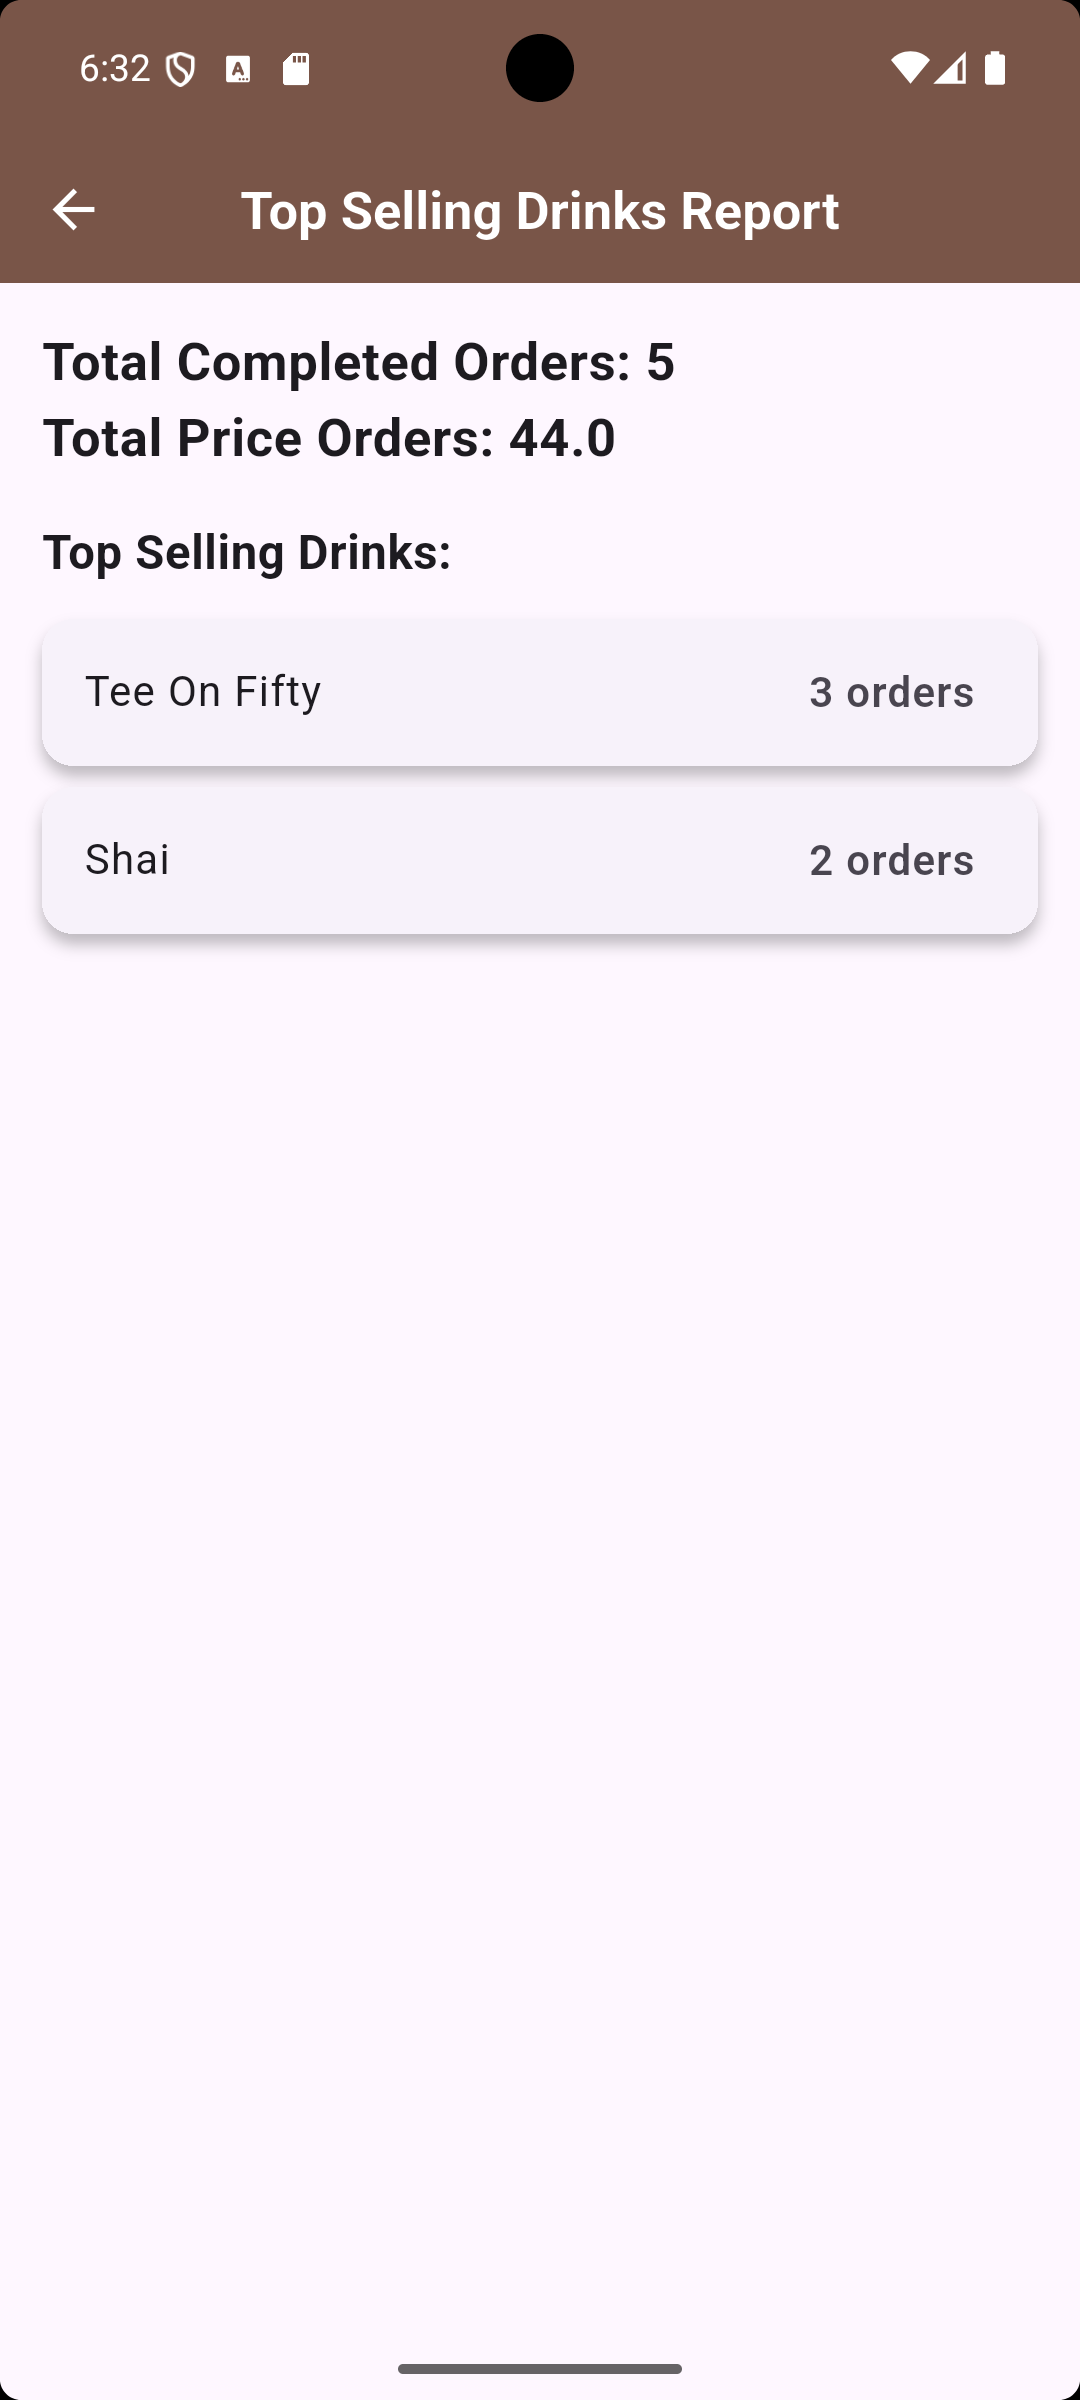 6:32
Top Selling Drinks Report
Total Completed Orders: 5
Total Price Orders: 44.0
Top Selling Drinks:
Tee On Fifty 3 orders
Shai 2 orders